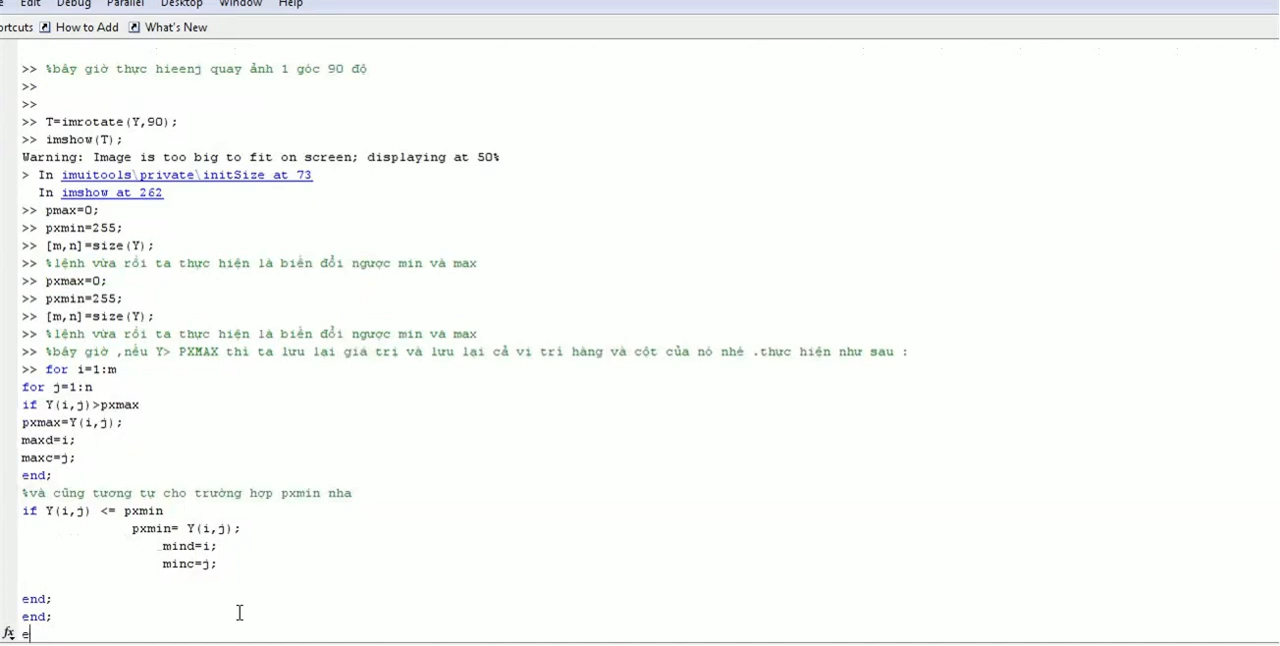 Edit Debug Parallel Desktop Window Help
ortcuts How to Add What's New
>> %bây giờ thực hieenj quay ảnh 1 góc 90 độ
>>
>>
>> T=imrotate(Y,90);
>> imshow(T);
Warning: Image is too big to fit on screen; displaying at 50%
> In imuitools\private\initSize at 73
In imshow at 262
>> pmax=0;
>> pxmin=255;
>> [m,n]=size(Y);
>> %lệnh vừa rồi ta thực hiện là biến đổi ngược min và max
>> pxmax=0;
>> pxmin=255;
>> [m,n]=size(Y);
>> %lệnh vừa rồi ta thực hiện là biến đổi ngược min và max
>> %bây giờ ,nếu Y> PXMAX thì ta lưu lại giá trị và lưu lại cả vị trí hàng và cột của nó nhé .thực hiện như sau :
>> for i=1:m
for j=1:n
if Y(i,j)>pxmax
pxmax=Y(i,j);
maxd=i;
maxc=j;
end;
%và cũng tương tự cho trường hợp pxmin nha
if Y(i,j) <= pxmin
pxmin= Y(i,j);
mind=i;
minc=j;
end;
end;
fx e